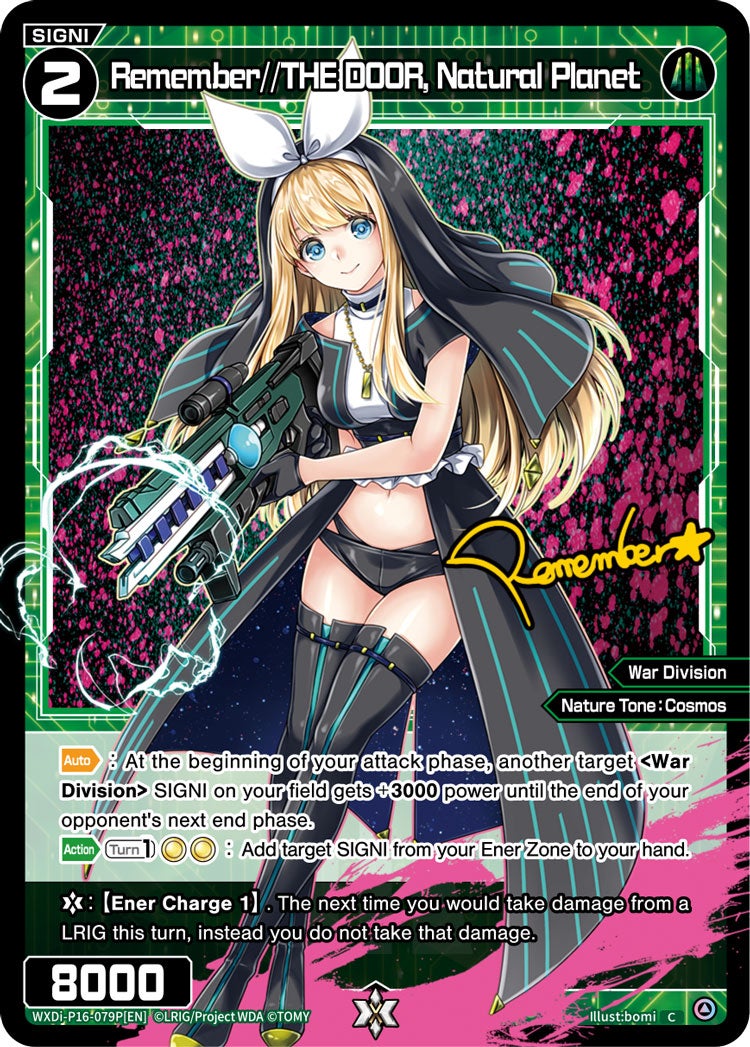 SIGNI
2
Remember//THE DOOR, Natural Planet
Remember★
War Division
Nature Tone:Cosmos
Auto : At the beginning of your attack phase, another target <War
Division> SIGNI on your field gets +3000 power until the end of your
opponent's next end phase.
Action Turn 1 : Add target SIGNI from your Ener Zone to your hand.
: 【Ener Charge 1】. The next time you would take damage from a
LRIG this turn, instead you do not take that damage.
8000
WXDi-P16-079P[EN] ©LRIG/Project WDA ©TOMY
Illust:bomi C